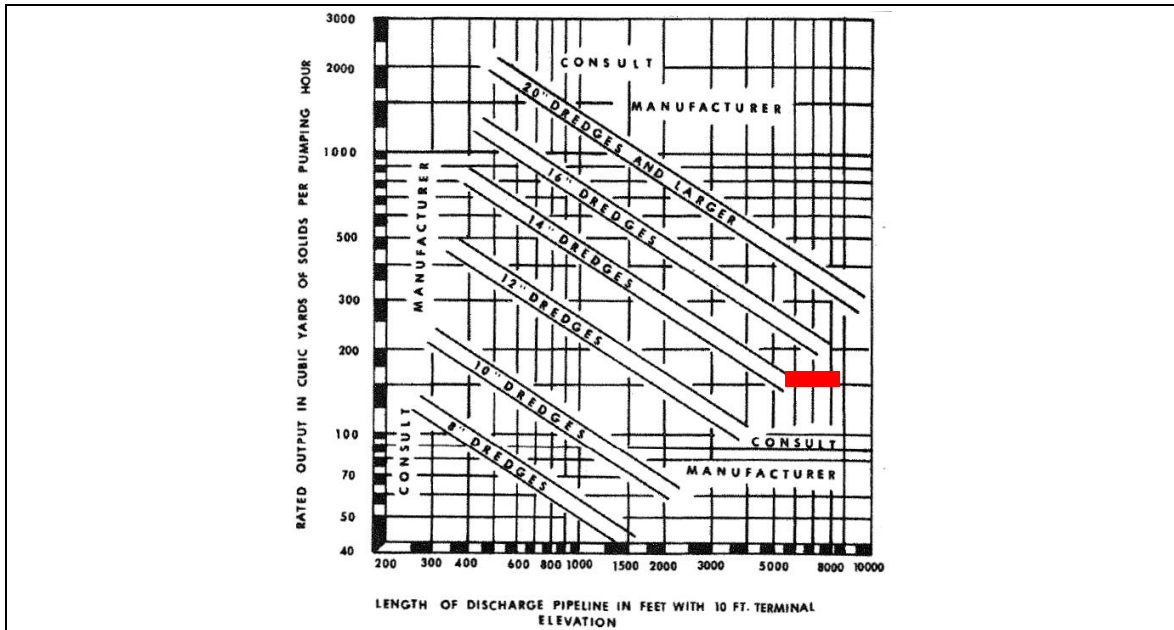 3000
2000
1000
500
400
300
200
100
70
50
40
RATED OUTPUT IN CUBIC YARDS OF SOLIDS PER PUMPING HOUR
CONSULT
MANUFACTURER
CONSULT
MANUFACTURER
20" DREDGES AND LARGER
16" DREDGES
14" DREDGES
12" DREDGES
10" DREDGES
8" DREDGES
CONSULT
MANUFACTURER
200 300 400 600 800 1000 1500 2000 3000 5000 8000 10000
LENGTH OF DISCHARGE PIPELINE IN FEET WITH 10 FT. TERMINAL
ELEVATION